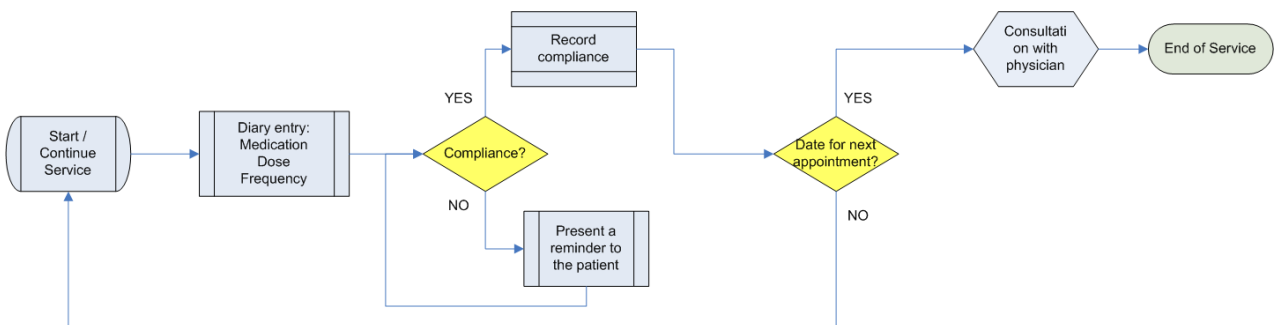 Start /
Continue
Service
Diary entry:
Medication
Dose
Frequency
Compliance?
YES
Record
compliance
NO
Present a
reminder to
the patient
Date for next
appointment?
YES
Consultati
on with
physician
End of Service
NO